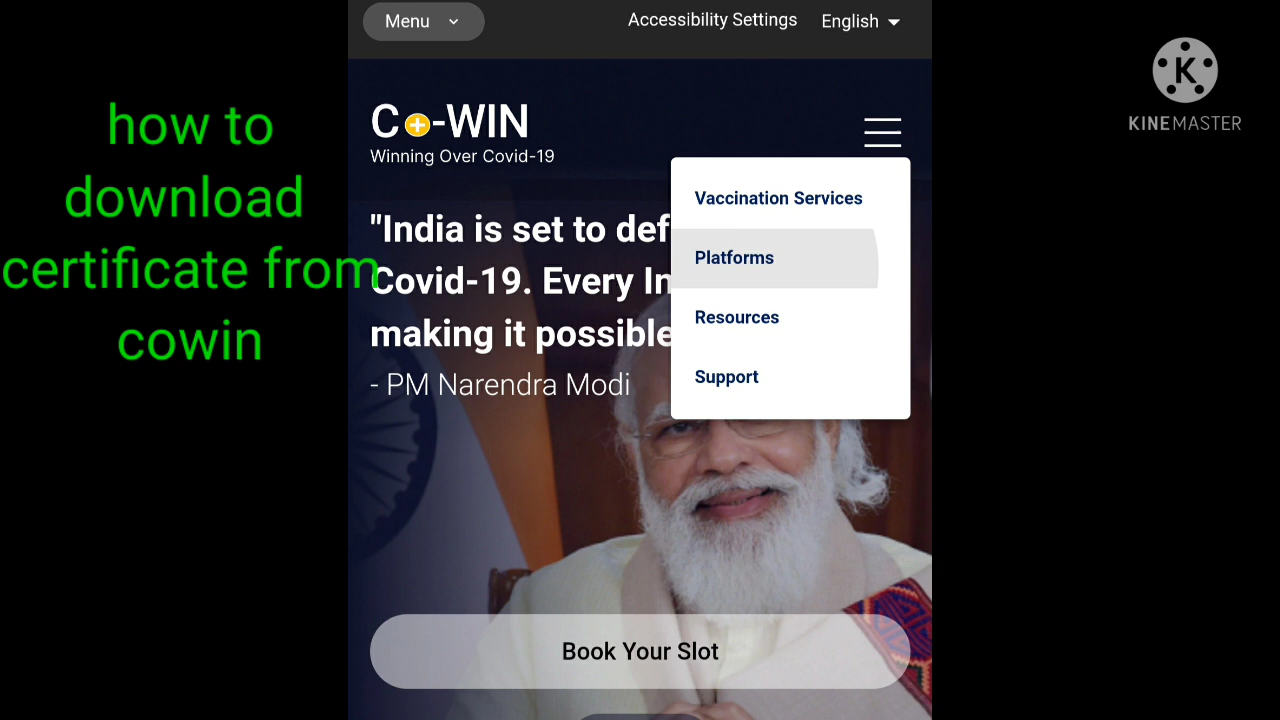 Menu
Accessibility Settings
English
how to
download
certificate from
cowin
Co-WIN
Winning Over Covid-19
Vaccination Services
Platforms
Resources
Support
"India is set to def
Covid-19. Every In
making it possible
- PM Narendra Modi
Book Your Slot
K
KINEMASTER